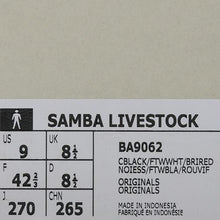 SAMBA LIVESTOCK
US UK
9 8½
F D
42⅔ 8½
J CHN
270 265
BA9062
CBLACK/FTWWHT/BRIRED
NOIESS/FTWBLA/ROUVIF
ORIGINALS
ORIGINALS
MADE IN INDONESIA
FABRIQUÉ EN INDONÉSIE